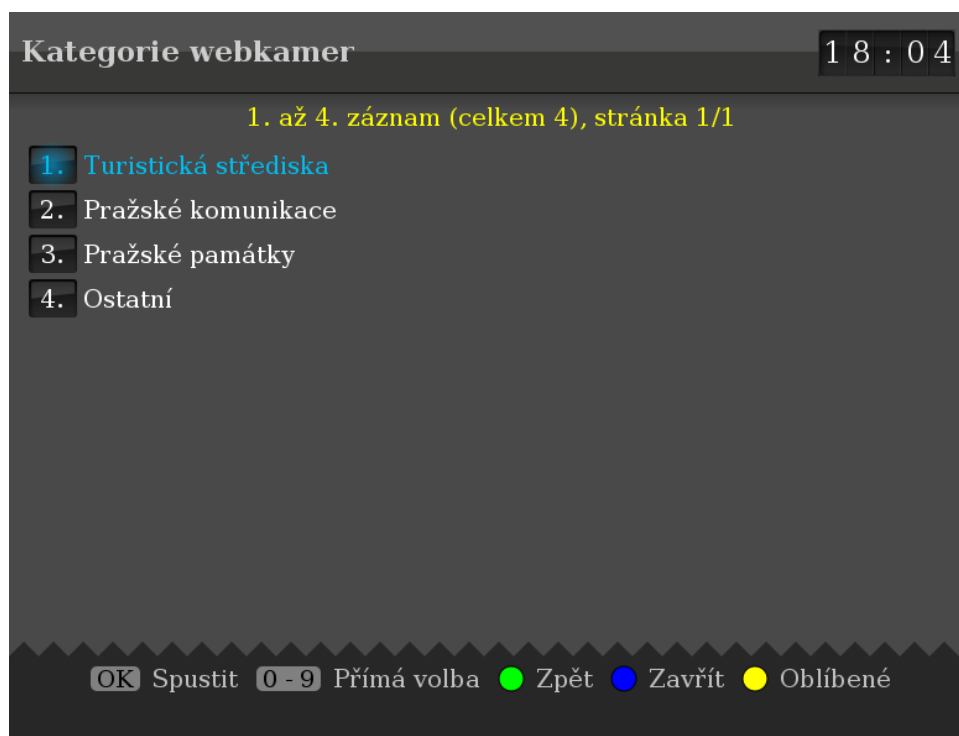 Kategorie webkamer 18:04
1. až 4. záznam (celkem 4), stránka 1/1
1. Turistická střediska
2. Pražské komunikace
3. Pražské památky
4. Ostatní
OK Spustit 0 - 9 Přímá volba Zpět Zavřít Oblíbené